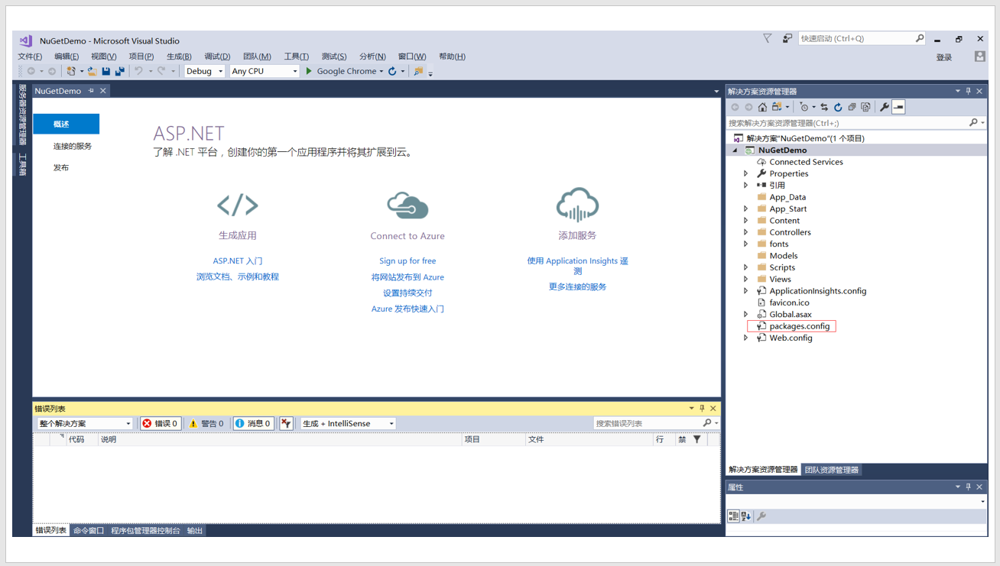 NuGetDemo - Microsoft Visual Studio
快速启动 (Ctrl+Q)
文件(F) 编辑(E) 视图(V) 项目(P) 生成(B) 调试(D) 团队(M) 工具(T) 测试(S) 分析(N) 窗口(W) 帮助(H)
登录
Debug Any CPU Google Chrome
服务器资源管理器
工具箱
NuGetDemo
概述
连接的服务
发布
ASP.NET
了解 .NET 平台，创建你的第一个应用程序并将其扩展到云。
生成应用
ASP.NET 入门
浏览文档、示例和教程
Connect to Azure
Sign up for free
将网站发布到 Azure
设置持续交付
Azure 发布快速入门
添加服务
使用 Application Insights 遥
测
更多连接的服务
错误列表
整个解决方案 错误 0 警告 0 消息 0 生成 + IntelliSense 搜索错误列表
代码 说明 项目 文件 行 禁
错误列表 命令窗口 程序包管理器控制台 输出
解决方案资源管理器
搜索解决方案资源管理器(Ctrl+;)
解决方案"NuGetDemo"(1 个项目)
NuGetDemo
Connected Services
Properties
引用
App_Data
App_Start
Content
Controllers
fonts
Models
Scripts
Views
ApplicationInsights.config
favicon.ico
Global.asax
packages.config
Web.config
解决方案资源管理器 团队资源管理器
属性